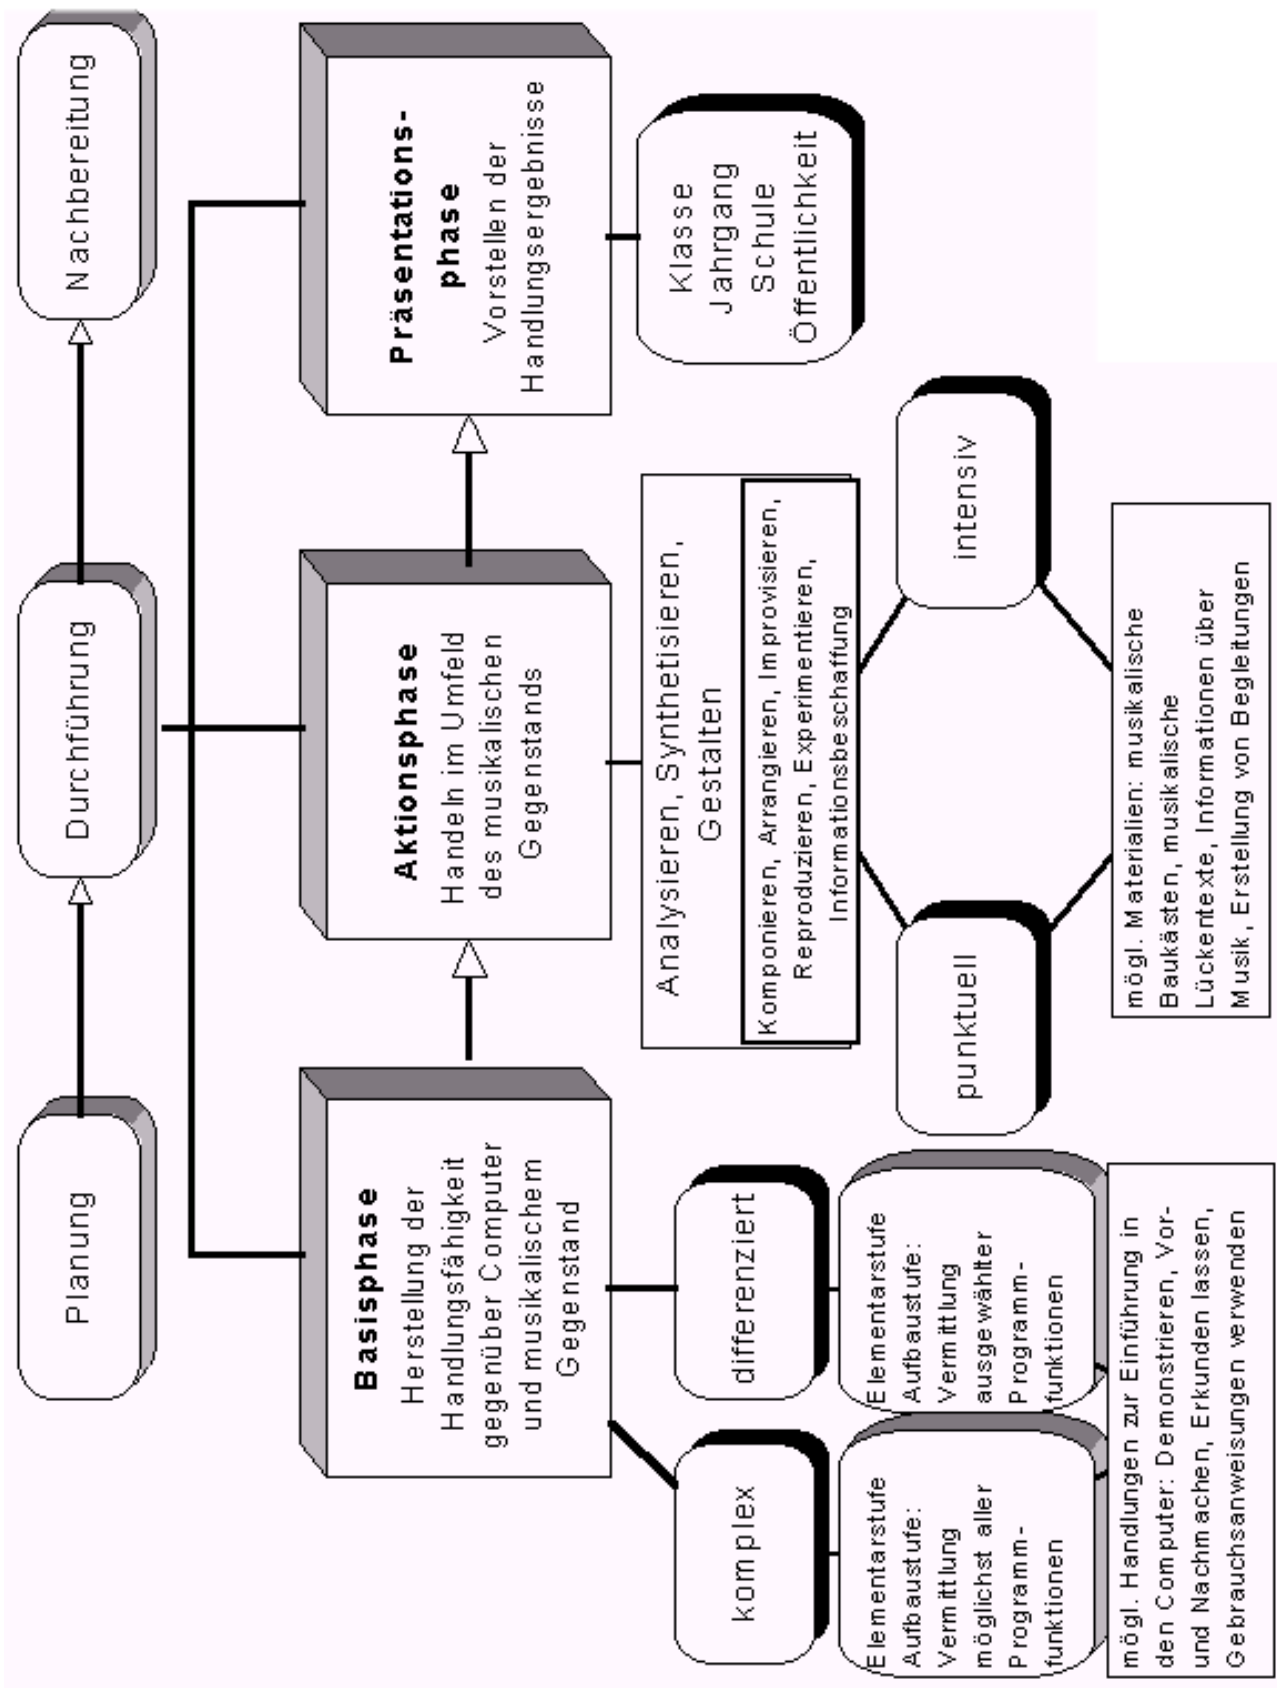 Planung
Durchführung
Nachbereitung
Basisphase
Herstellung der
Handlungsfähigkeit
gegenüber Computer
und musikalischem
Gegenstand
Aktionsphase
Handeln im Umfeld
des musikalischen
Gegenstands
Präsentations-
phase
Vorstellen der
Handlungsergebnisse
komplex
differenziert
Elementarstufe
Aufbaustufe:
Vermittlung
möglichst aller
Programm-
funktionen
Elementarstufe
Aufbaustufe:
Vermittlung
ausgewählter
Programm-
funktionen
mögl. Handlungen zur Einführung in
den Computer: Demonstrieren, Vor-
und Nachmachen, Erkunden lassen,
Gebrauchsanweisungen verwenden
Analysieren, Synthetisieren,
Gestalten
Komponieren, Arrangieren, Improvisieren,
Reproduzieren, Experimentieren,
Informationsbeschaffung
punktuell
intensiv
mögl. Materialien: musikalische
Baukästen, musikalische
Lückentexte, Informationen über
Musik, Erstellung von Begleitungen
Klasse
Jahrgang
Schule
Öffentlichkeit